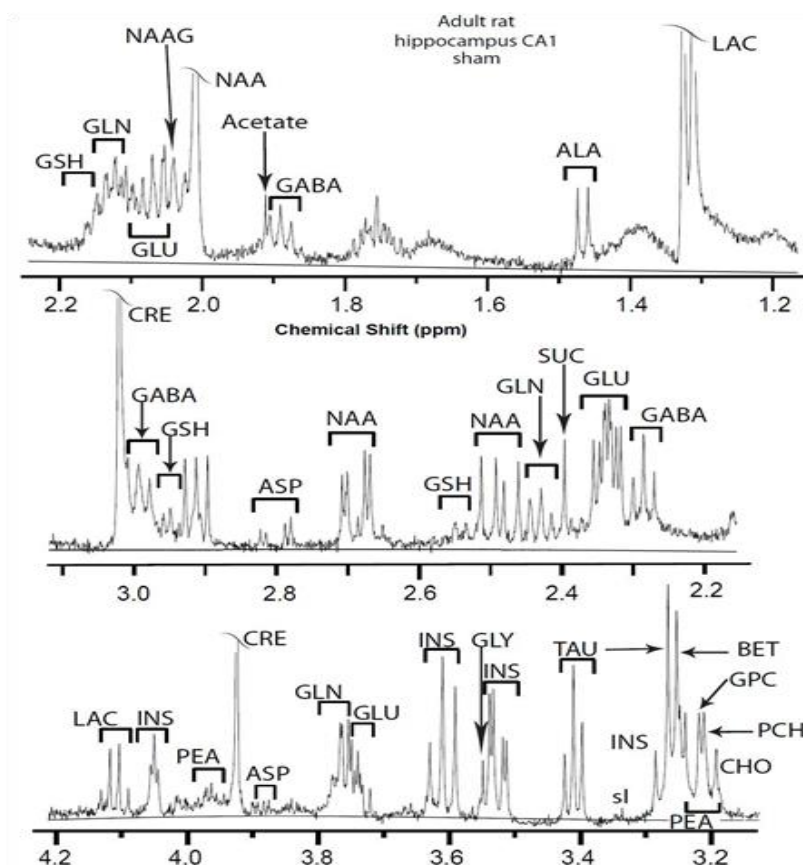 Adult rat
hippocampus CA1
sham
NAAG
NAA
LAC
GLN
Acetate
GSH
GABA
ALA
GLU
2.2 2.0 1.8 1.6 1.4 1.2
Chemical Shift (ppm)
CRE
SUC
GABA
GLN
GLU
GSH
NAA
NAA
GABA
ASP
GSH
3.0 2.8 2.6 2.4 2.2
CRE
INS
GLY
TAU
BET
GLN
INS
GPC
LAC
INS
GLU
PEA
INS
PCH
ASP
CHO
sl
PEA
4.2 4.0 3.8 3.6 3.4 3.2